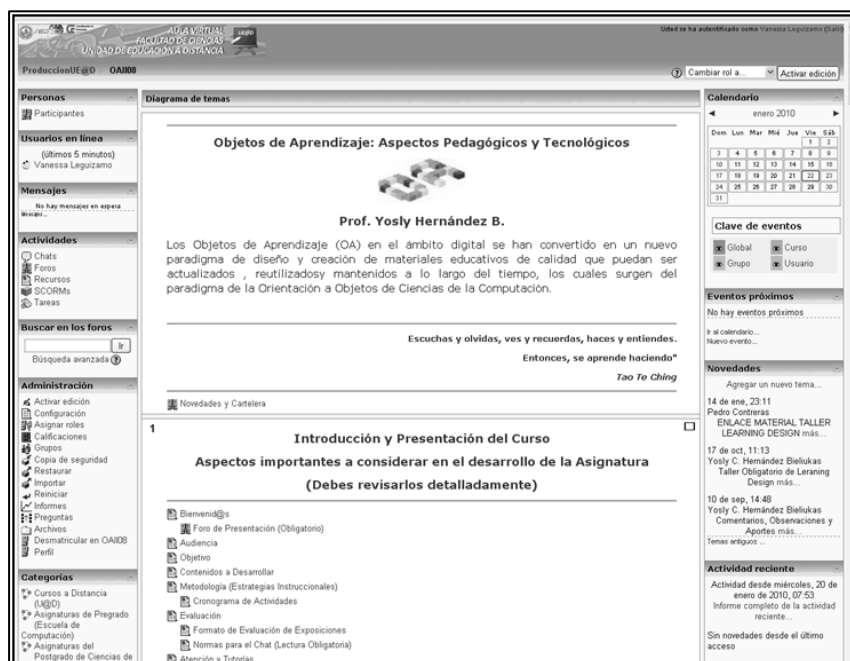 AULA VIRTUAL
FACULTAD DE CIENCIAS
UNIDAD DE EDUCACIÓN A DISTANCIA
Usted se ha autentificado como Vanessa Leguizamo (Salir)
ProduccionUE@D OAII08
Cambiar rol a...
Activar edición
Personas
Participantes
Usuarios en línea
(últimos 5 minutos)
Vanessa Leguizamo
Mensajes
No hay mensajes en espera
Mensajes...
Actividades
Chats
Foros
Recursos
SCORMs
Tareas
Buscar en los foros
Ir
Búsqueda avanzada
Administración
Activar edición
Configuración
Asignar roles
Calificaciones
Grupos
Copia de seguridad
Restaurar
Importar
Reiniciar
Informes
Preguntas
Archivos
Desmatricular en OAII08
Perfil
Categorías
Cursos a Distancia
(U@D)
Asignaturas de Pregrado
(Escuela de
Computación)
Asignaturas del
Postgrado de Ciencias de
Diagrama de temas
Objetos de Aprendizaje: Aspectos Pedagógicos y Tecnológicos
Prof. Yosly Hernández B.
Los Objetos de Aprendizaje (OA) en el ámbito digital se han convertido en un nuevo
paradigma de diseño y creación de materiales educativos de calidad que puedan ser
actualizados , reutilizadosy mantenidos a lo largo del tiempo, los cuales surgen del
paradigma de la Orientación a Objetos de Ciencias de la Computación.
Escuchas y olvidas, ves y recuerdas, haces y entiendes.
Entonces, se aprende haciendo"
Tao Te Ching
Novedades y Cartelera
1
Introducción y Presentación del Curso
Aspectos importantes a considerar en el desarrollo de la Asignatura
(Debes revisarlos detalladamente)
Bienvenid@s
Foro de Presentación (Obligatorio)
Audiencia
Objetivo
Contenidos a Desarrollar
Metodología (Estrategias Instruccionales)
Cronograma de Actividades
Evaluación
Formato de Evaluación de Exposiciones
Normas para el Chat (Lectura Obligatoria)
Atención y Tutorías
Calendario
enero 2010
Dom Lun Mar Mié Jue Vie Sáb
1 2
3 4 5 6 7 8 9
10 11 12 13 14 15 16
17 18 19 20 21 22 23
24 25 26 27 28 29 30
31
Clave de eventos
Global Curso
Grupo Usuario
Eventos próximos
No hay eventos próximos
Ir al calendario...
Nuevo evento...
Novedades
Agregar un nuevo tema...
14 de ene, 23:11
Pedro Contreras
ENLACE MATERIAL TALLER
LEARNING DESIGN más...
17 de oct, 11:13
Yosly C. Hernández Bieliukas
Taller Obligatorio de Leraning
Design más...
10 de sep, 14:48
Yosly C. Hernández Bieliukas
Comentarios, Observaciones y
Aportes más...
Temas antiguos ...
Actividad reciente
Actividad desde miércoles, 20 de
enero de 2010, 07:53
Informe completo de la actividad
reciente...
Sin novedades desde el último
acceso